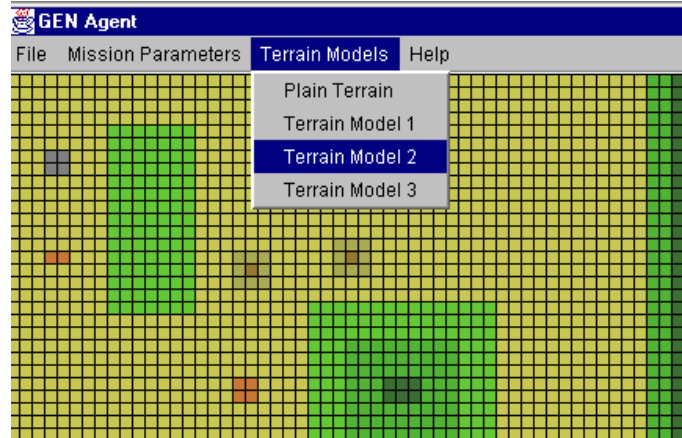 GEN Agent
File Mission Parameters Terrain Models Help
Plain Terrain
Terrain Model 1
Terrain Model 2
Terrain Model 3